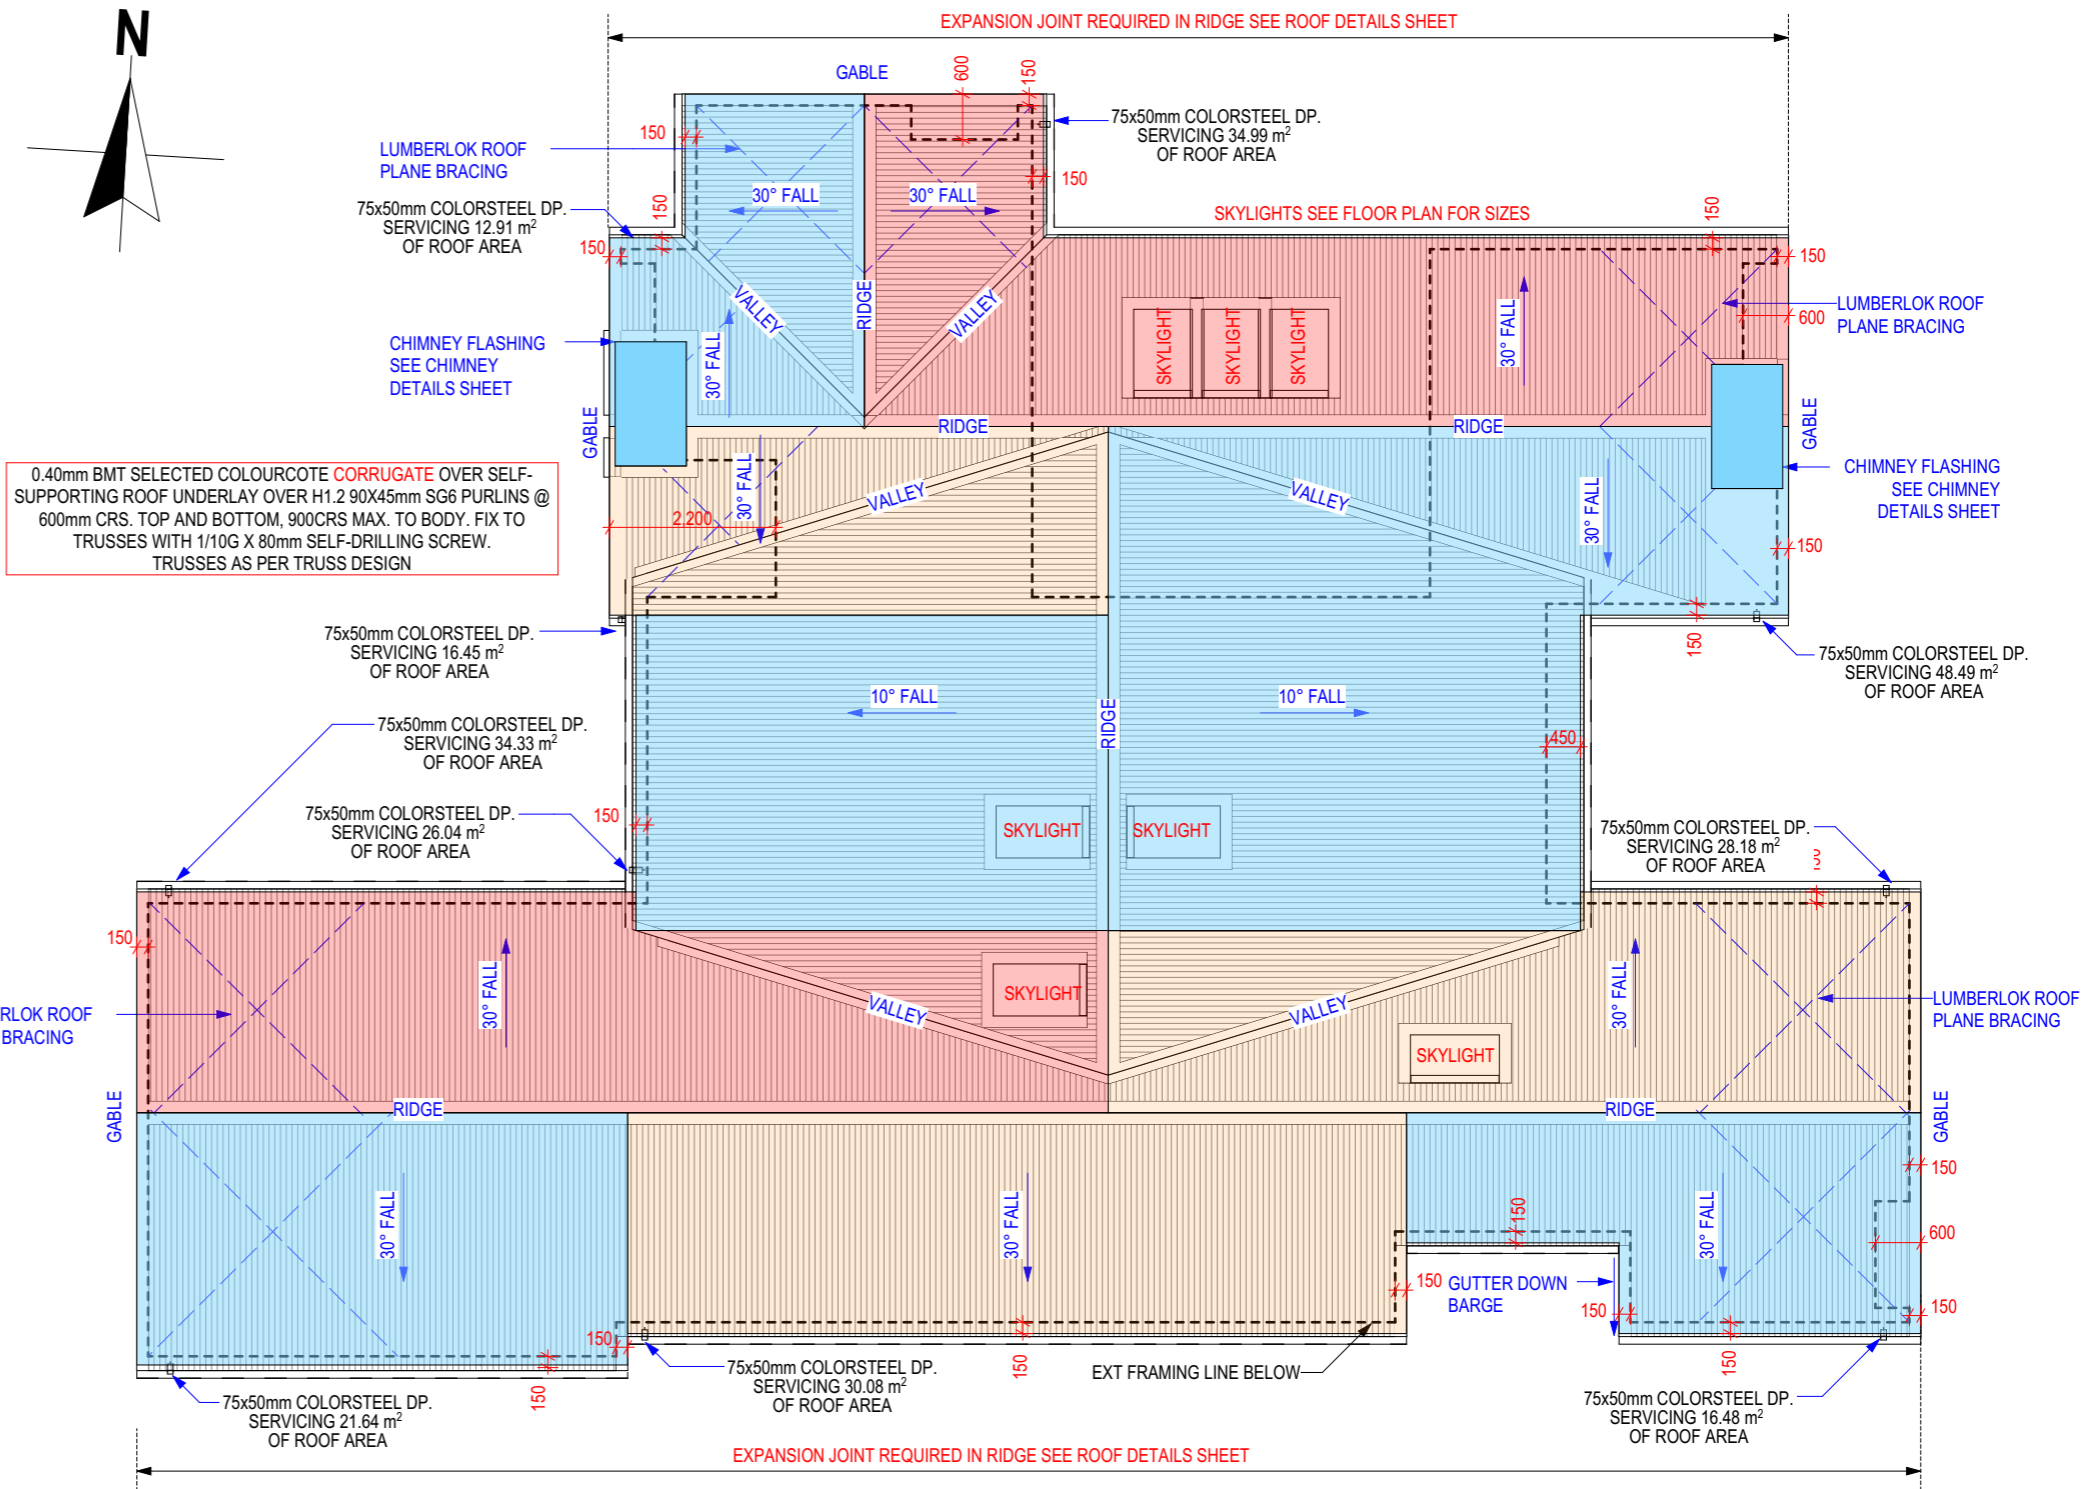 EXPANSION JOINT REQUIRED IN RIDGE SEE ROOF DETAILS SHEET
N
GABLE
600
150
75x50mm COLORSTEEL DP.
SERVICING 34.99 m²
OF ROOF AREA
150
LUMBERLOK ROOF
PLANE BRACING
30° FALL
30° FALL
150
75x50mm COLORSTEEL DP.
SERVICING 12.91 m²
OF ROOF AREA
150
150
SKYLIGHTS SEE FLOOR PLAN FOR SIZES
150
150
VALLEY
RIDGE
VALLEY
30° FALL
SKYLIGHT
SKYLIGHT
SKYLIGHT
30° FALL
LUMBERLOK ROOF
PLANE BRACING
600
CHIMNEY FLASHING
SEE CHIMNEY
DETAILS SHEET
GABLE
RIDGE
RIDGE
GABLE
0.40mm BMT SELECTED COLOURCOTE CORRUGATE OVER SELF-
SUPPORTING ROOF UNDERLAY OVER H1.2 90X45mm SG6 PURLINS @
600mm CRS. TOP AND BOTTOM, 900CRS MAX. TO BODY. FIX TO
TRUSSES WITH 1/10G X 80mm SELF-DRILLING SCREW.
TRUSSES AS PER TRUSS DESIGN
2,200
30° FALL
VALLEY
VALLEY
30° FALL
CHIMNEY FLASHING
SEE CHIMNEY
DETAILS SHEET
150
75x50mm COLORSTEEL DP.
SERVICING 16.45 m²
OF ROOF AREA
150
75x50mm COLORSTEEL DP.
SERVICING 48.49 m²
OF ROOF AREA
10° FALL
10° FALL
RIDGE
450
75x50mm COLORSTEEL DP.
SERVICING 34.33 m²
OF ROOF AREA
75x50mm COLORSTEEL DP.
SERVICING 26.04 m²
OF ROOF AREA
150
SKYLIGHT
SKYLIGHT
75x50mm COLORSTEEL DP.
SERVICING 28.18 m²
OF ROOF AREA
150
30° FALL
SKYLIGHT
VALLEY
VALLEY
30° FALL
SKYLIGHT
RLOK ROOF
BRACING
LUMBERLOK ROOF
PLANE BRACING
GABLE
RIDGE
RIDGE
GABLE
150
30° FALL
30° FALL
150
30° FALL
600
150
GUTTER DOWN
BARGE
150
150
150
150
150
150
75x50mm COLORSTEEL DP.
SERVICING 30.08 m²
OF ROOF AREA
EXT FRAMING LINE BELOW
75x50mm COLORSTEEL DP.
SERVICING 21.64 m²
OF ROOF AREA
75x50mm COLORSTEEL DP.
SERVICING 16.48 m²
OF ROOF AREA
EXPANSION JOINT REQUIRED IN RIDGE SEE ROOF DETAILS SHEET